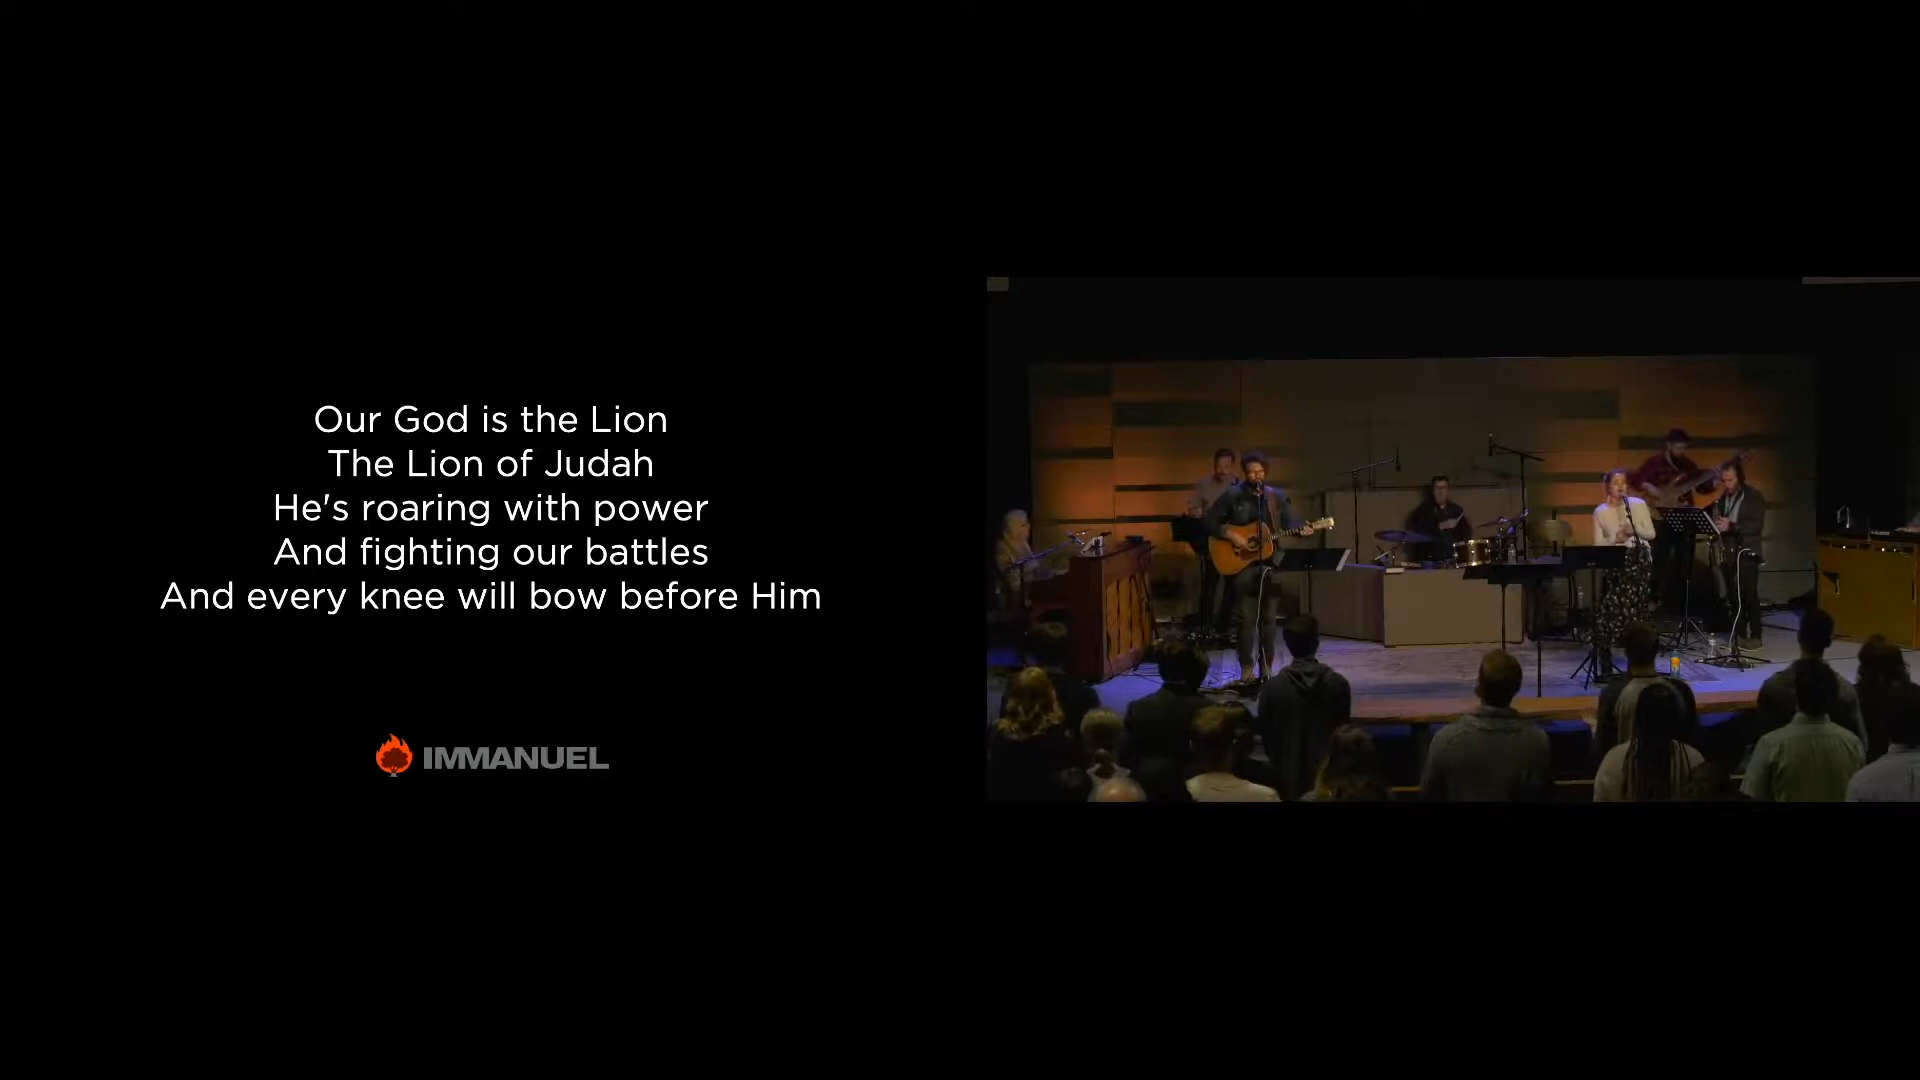 Our God is the Lion
The Lion of Judah
He's roaring with power
And fighting our battles
And every knee will bow before Him
IMMANUEL